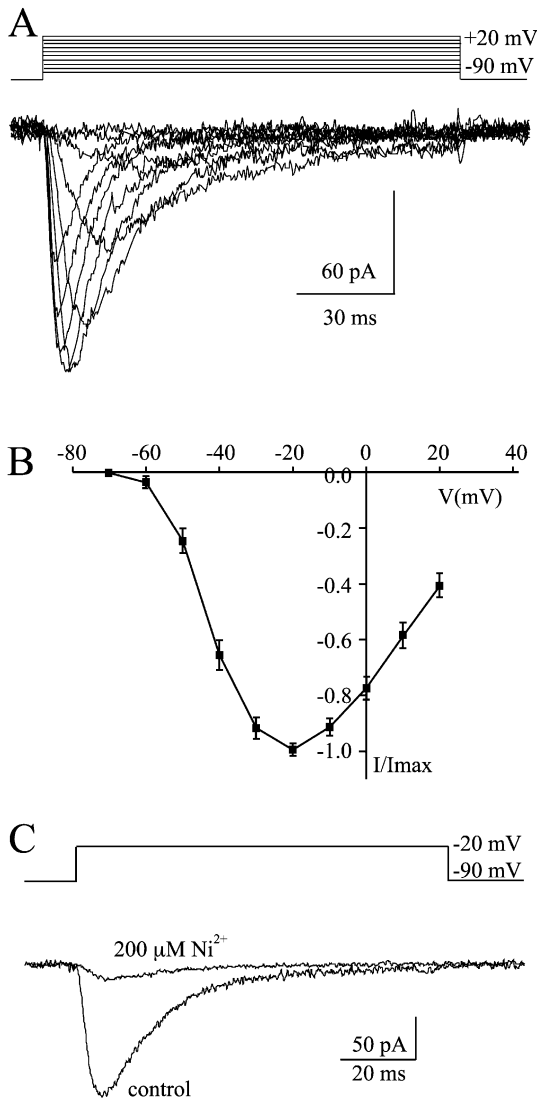 A
+20 mV
-90 mV
60 pA
30 ms
B
-80 -60 -40 -20 0 20 40
0.0
V(mV)
-0.2
-0.4
-0.6
-0.8
-1.0
I/Imax
C
-20 mV
-90 mV
200 µM Ni²⁺
50 pA
20 ms
control